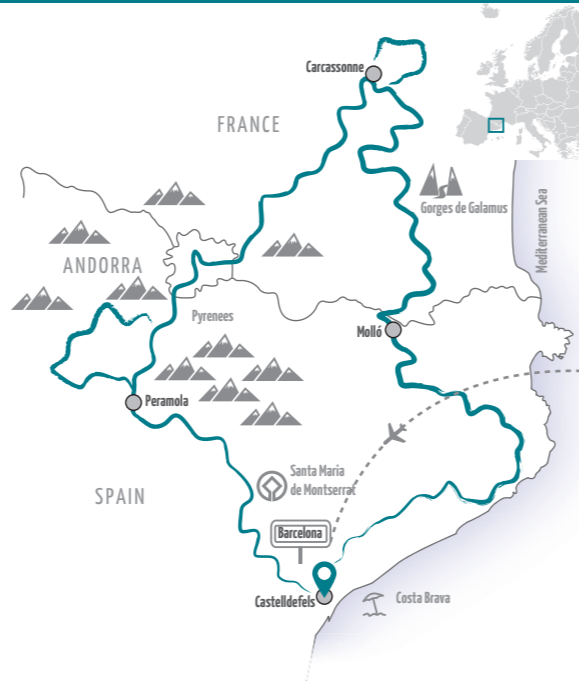 Carcassonne
FRANCE
Gorges de Galamus
Mediterranean Sea
ANDORRA
Pyrenees
Molló
Peramola
Santa Maria
de Montserrat
SPAIN
Barcelona
Castelldefels
Costa Brava